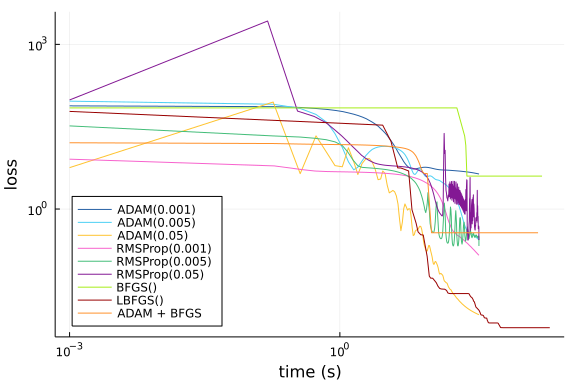 10³
10⁰
loss
ADAM(0.001)
ADAM(0.005)
ADAM(0.05)
RMSProp(0.001)
RMSProp(0.005)
RMSProp(0.05)
BFGS()
LBFGS()
ADAM + BFGS
10⁻³
10⁰
time (s)